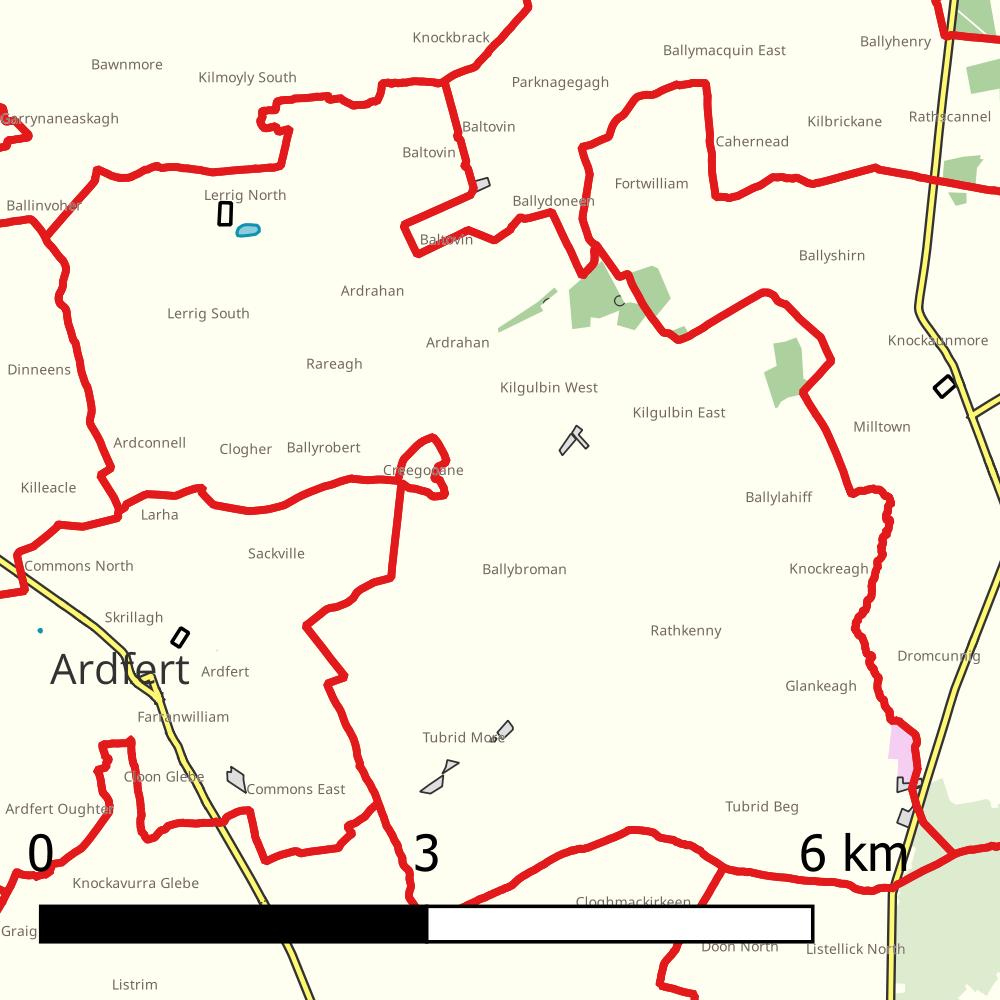 Knockbrack
Ballyhenry
Ballymacquin East
Bawnmore
Kilmoyly South
Parknagegagh
Garrynaneaskagh
Baltovin
Kilbrickane
Rathscannel
Cahernead
Baltovin
Fortwilliam
Lerrig North
Ballinvoher
Ballydoneen
Baltovin
Ballyshirn
Ardrahan
Lerrig South
Ardrahan
Knockaunmore
Rareagh
Dinneens
Kilgulbin West
Kilgulbin East
Milltown
Ardconnell
Clogher
Ballyrobert
Creegooane
Killeacle
Ballylahiff
Larha
Sackville
Commons North
Ballybroman
Knockreagh
Skrillagh
Rathkenny
Dromcunnig
Ardfert
Ardfert
Glankeagh
Farranwilliam
Tubrid More
Cloon Glebe
Commons East
Ardfert Oughter
Tubrid Beg
0
3
6 km
Knockavurra Glebe
Cloghmackirkeen
Graig
Doon North
Listellick North
Listrim